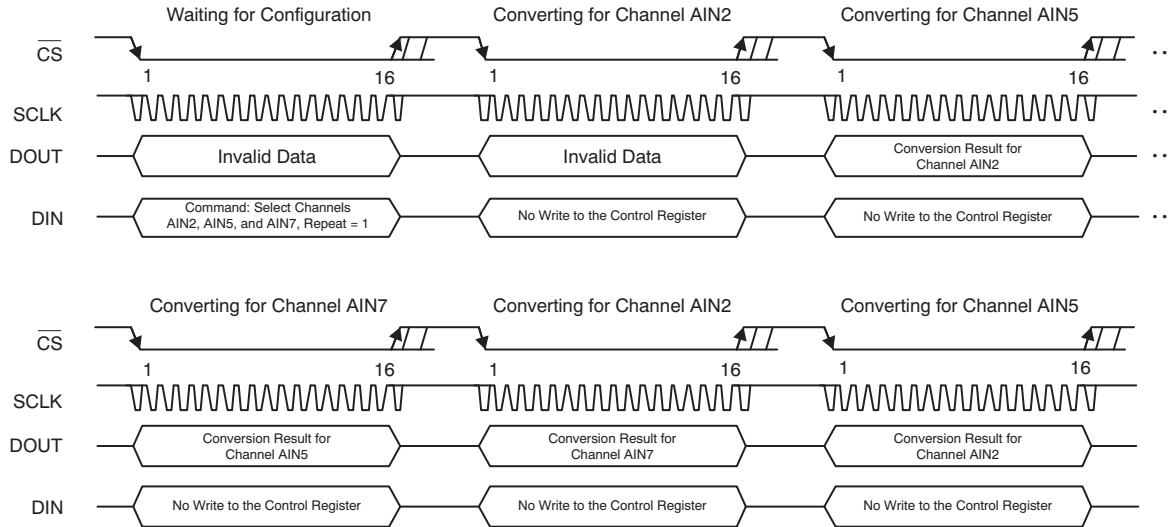 Waiting for Configuration
Converting for Channel AIN2
Converting for Channel AIN5
CS
1
16
1
16
1
16
SCLK
DOUT
Invalid Data
Invalid Data
Conversion Result for
Channel AIN2
DIN
Command: Select Channels
AIN2, AIN5, and AIN7, Repeat = 1
No Write to the Control Register
No Write to the Control Register
Converting for Channel AIN7
Converting for Channel AIN2
Converting for Channel AIN5
CS
1
16
1
16
1
16
SCLK
DOUT
Conversion Result for
Channel AIN5
Conversion Result for
Channel AIN7
Conversion Result for
Channel AIN2
DIN
No Write to the Control Register
No Write to the Control Register
No Write to the Control Register